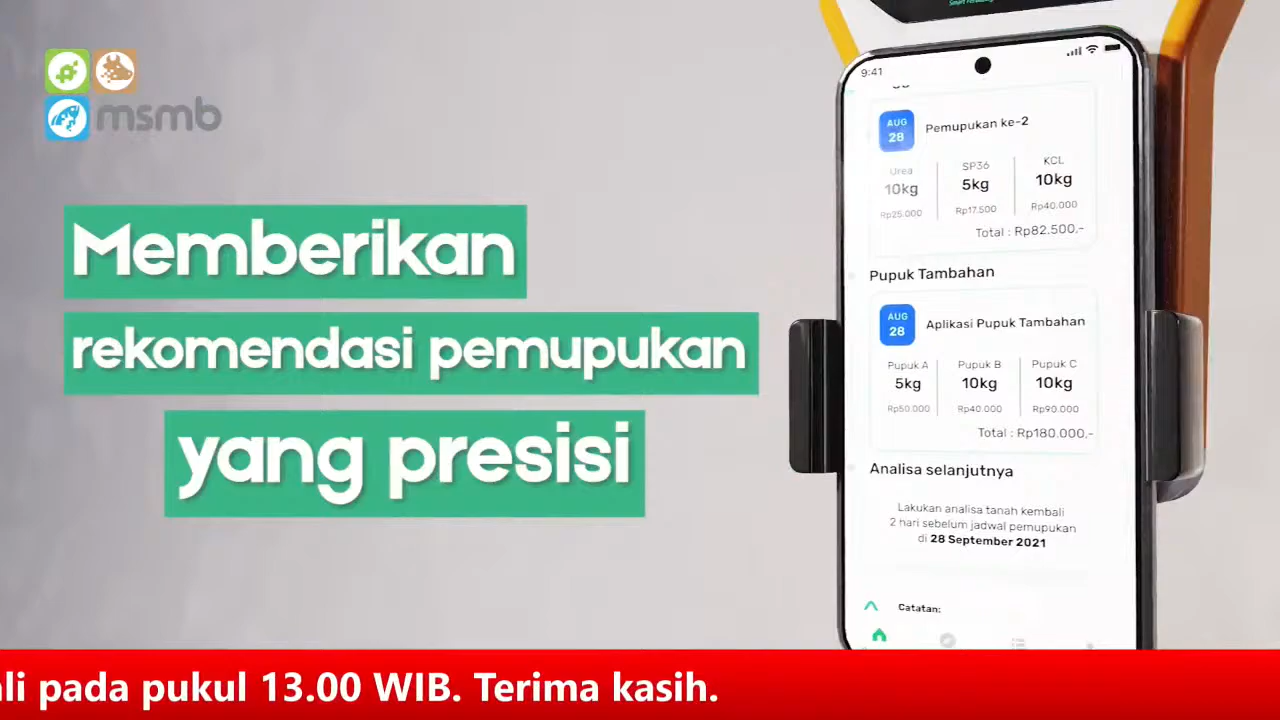 msmb
Memberikan
rekomendasi pemupukan
yang presisi
9:41
AUG
28
Pemupukan ke-2
Urea
10kg
Rp25.000
SP36
5kg
Rp17.500
KCL
10kg
Rp40.000
Total : Rp82.500,-
Pupuk Tambahan
AUG
28
Aplikasi Pupuk Tambahan
Pupuk A
5kg
Rp50.000
Pupuk B
10kg
Rp40.000
Pupuk C
10kg
Rp90.000
Total : Rp180.000,-
Analisa selanjutnya
Lakukan analisa tanah kembali
2 hari sebelum jadwal pemupukan
di 28 September 2021
Catatan:
pada pukul 13.00 WIB. Terima kasih.